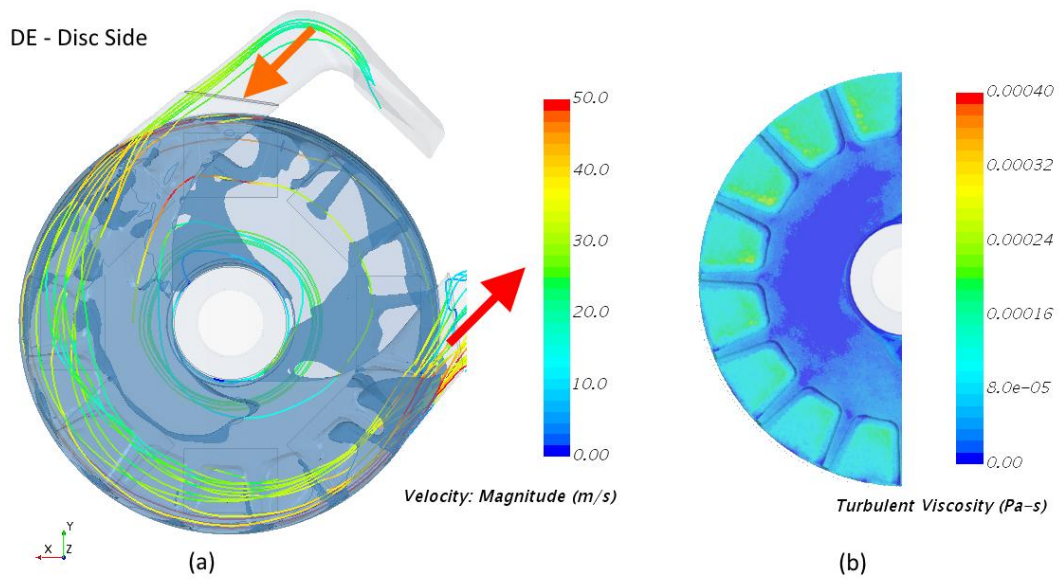 DE - Disc Side
50.0
40.0
30.0
20.0
10.0
0.00
Velocity: Magnitude (m/s)
Y
X
Z
(a)
0.00040
0.00032
0.00024
0.00016
8.0e-05
0.00
Turbulent Viscosity (Pa-s)
(b)